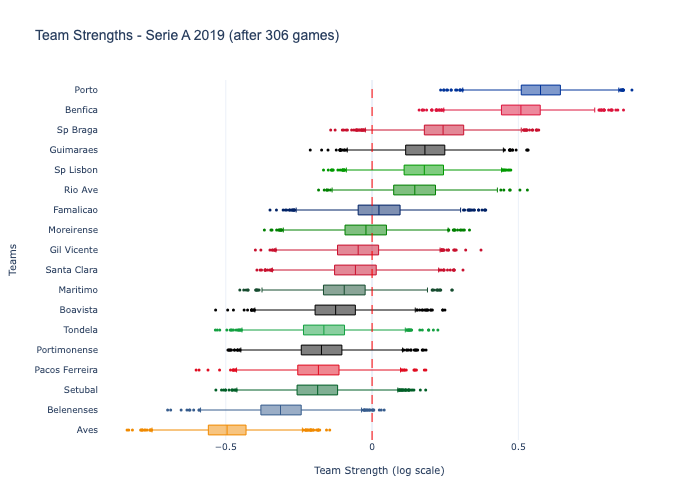 Team Strengths - Serie A 2019 (after 306 games)
Porto
Benfica
Sp Braga
Guimaraes
Sp Lisbon
Rio Ave
Famalicao
Moreirense
Gil Vicente
Santa Clara
Maritimo
Boavista
Tondela
Portimonense
Pacos Ferreira
Setubal
Belenenses
Aves
Teams
−0.5
0
0.5
Team Strength (log scale)